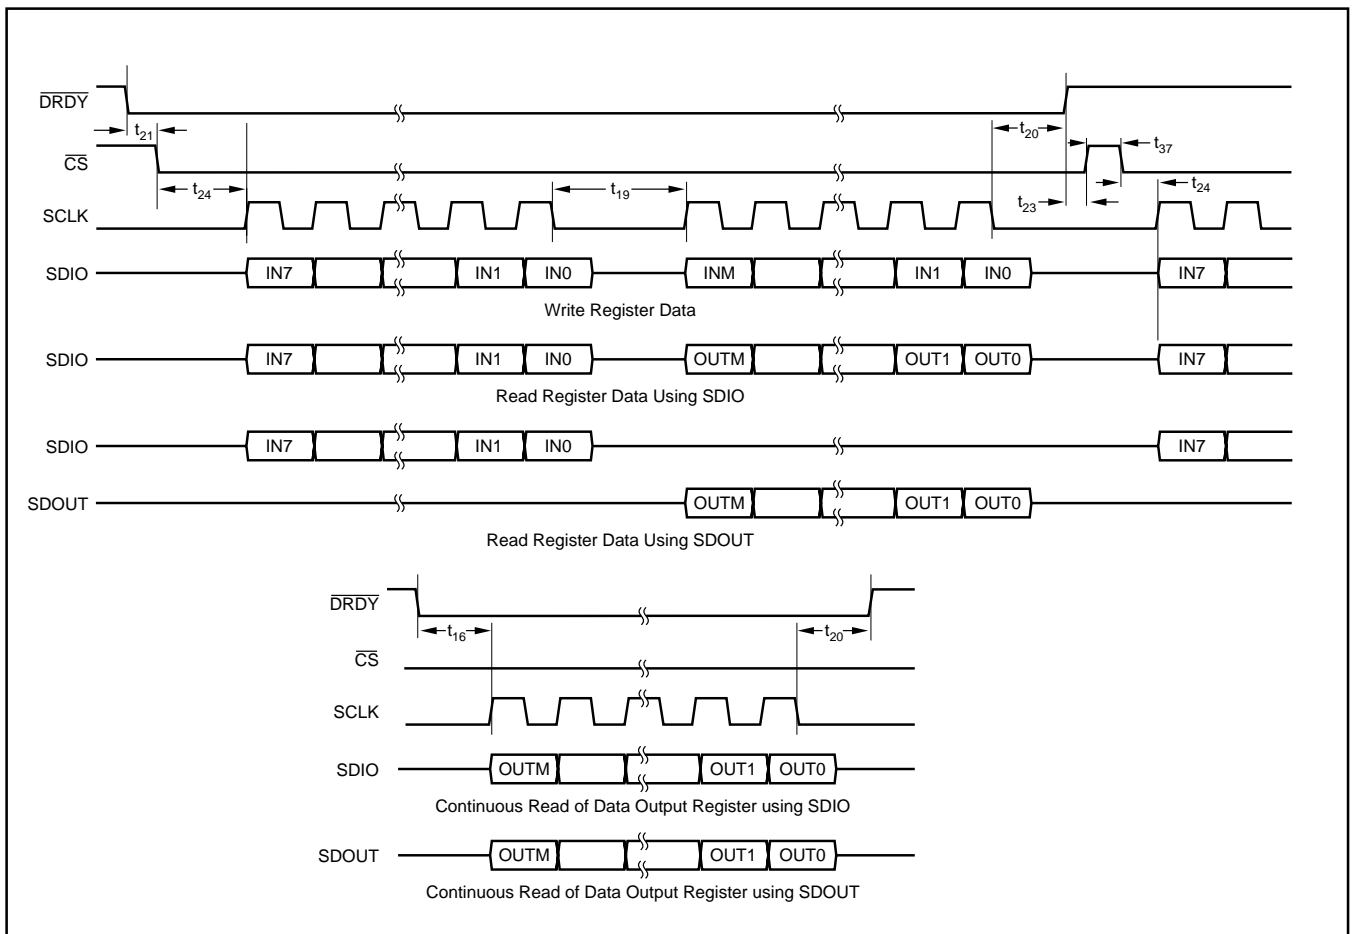 DRDY
t21
t20
CS
t37
t24
t19
t24
t23
SCLK
SDIO IN7 IN1 IN0 INM IN1 IN0 IN7
Write Register Data
SDIO IN7 IN1 IN0 OUTM OUT1 OUT0 IN7
Read Register Data Using SDIO
SDIO IN7 IN1 IN0 IN7
SDOUT OUTM OUT1 OUT0
Read Register Data Using SDOUT
DRDY
t16 t20
CS
SCLK
SDIO OUTM OUT1 OUT0
Continuous Read of Data Output Register using SDIO
SDOUT OUTM OUT1 OUT0
Continuous Read of Data Output Register using SDOUT